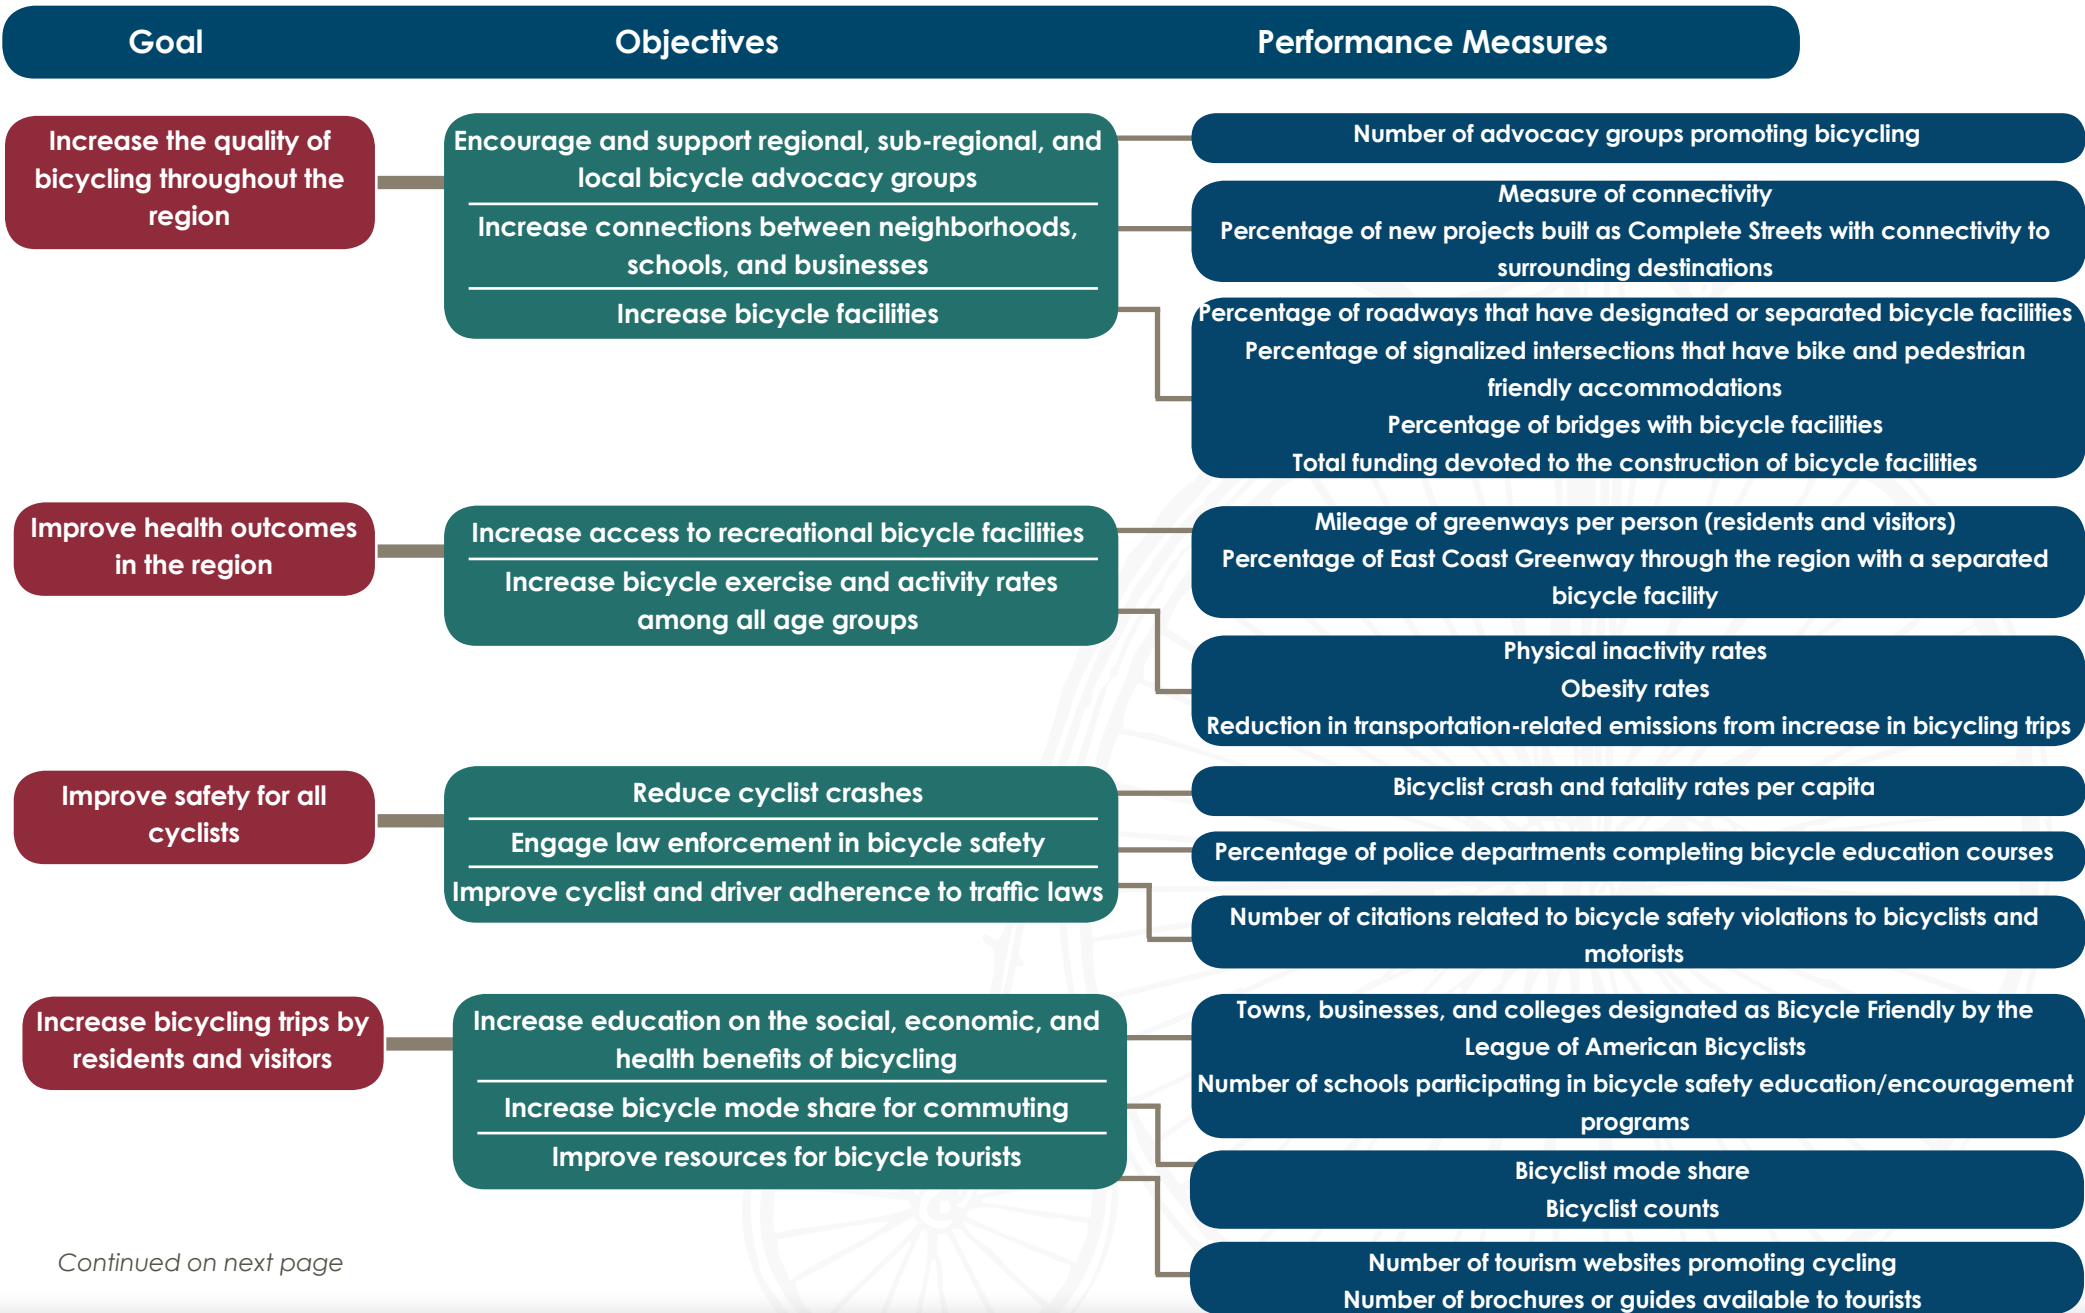 Goal
Objectives
Performance Measures
Increase the quality of
bicycling throughout the
region
Encourage and support regional, sub-regional, and
local bicycle advocacy groups
Increase connections between neighborhoods,
schools, and businesses
Increase bicycle facilities
Number of advocacy groups promoting bicycling
Measure of connectivity
Percentage of new projects built as Complete Streets with connectivity to
surrounding destinations
Percentage of roadways that have designated or separated bicycle facilities
Percentage of signalized intersections that have bike and pedestrian
friendly accommodations
Percentage of bridges with bicycle facilities
Total funding devoted to the construction of bicycle facilities
Improve health outcomes
in the region
Increase access to recreational bicycle facilities
Increase bicycle exercise and activity rates
among all age groups
Mileage of greenways per person (residents and visitors)
Percentage of East Coast Greenway through the region with a separated
bicycle facility
Physical inactivity rates
Obesity rates
Reduction in transportation-related emissions from increase in bicycling trips
Improve safety for all
cyclists
Reduce cyclist crashes
Engage law enforcement in bicycle safety
Improve cyclist and driver adherence to traffic laws
Bicyclist crash and fatality rates per capita
Percentage of police departments completing bicycle education courses
Number of citations related to bicycle safety violations to bicyclists and
motorists
Increase bicycling trips by
residents and visitors
Increase education on the social, economic, and
health benefits of bicycling
Increase bicycle mode share for commuting
Improve resources for bicycle tourists
Towns, businesses, and colleges designated as Bicycle Friendly by the
League of American Bicyclists
Number of schools participating in bicycle safety education/encouragement
programs
Bicyclist mode share
Bicyclist counts
Number of tourism websites promoting cycling
Number of brochures or guides available to tourists
Continued on next page